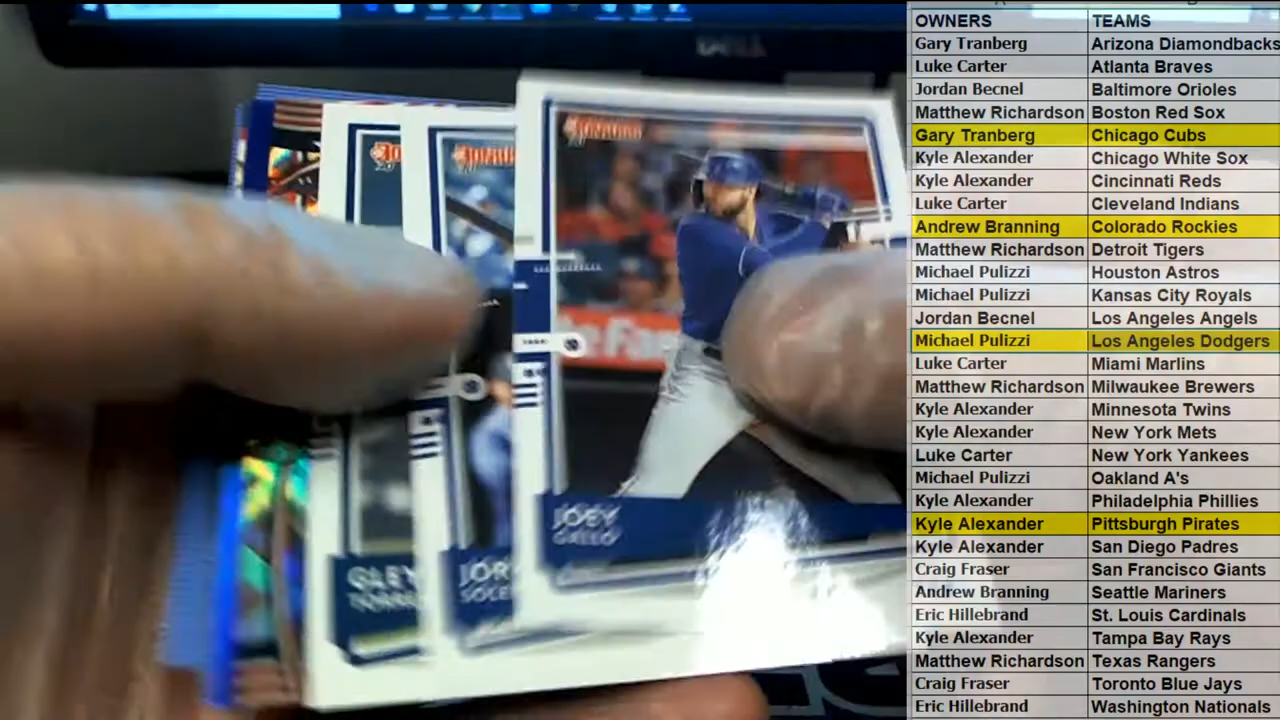 DELL
DONRUSS
JOEY
GALLO
OWNERS TEAMS
Gary Tranberg Arizona Diamondbacks
Luke Carter Atlanta Braves
Jordan Becnel Baltimore Orioles
Matthew Richardson Boston Red Sox
Gary Tranberg Chicago Cubs
Kyle Alexander Chicago White Sox
Kyle Alexander Cincinnati Reds
Luke Carter Cleveland Indians
Andrew Branning Colorado Rockies
Matthew Richardson Detroit Tigers
Michael Pulizzi Houston Astros
Michael Pulizzi Kansas City Royals
Jordan Becnel Los Angeles Angels
Michael Pulizzi Los Angeles Dodgers
Luke Carter Miami Marlins
Matthew Richardson Milwaukee Brewers
Kyle Alexander Minnesota Twins
Kyle Alexander New York Mets
Luke Carter New York Yankees
Michael Pulizzi Oakland A's
Kyle Alexander Philadelphia Phillies
Kyle Alexander Pittsburgh Pirates
Kyle Alexander San Diego Padres
Craig Fraser San Francisco Giants
Andrew Branning Seattle Mariners
Eric Hillebrand St. Louis Cardinals
Kyle Alexander Tampa Bay Rays
Matthew Richardson Texas Rangers
Craig Fraser Toronto Blue Jays
Eric Hillebrand Washington Nationals